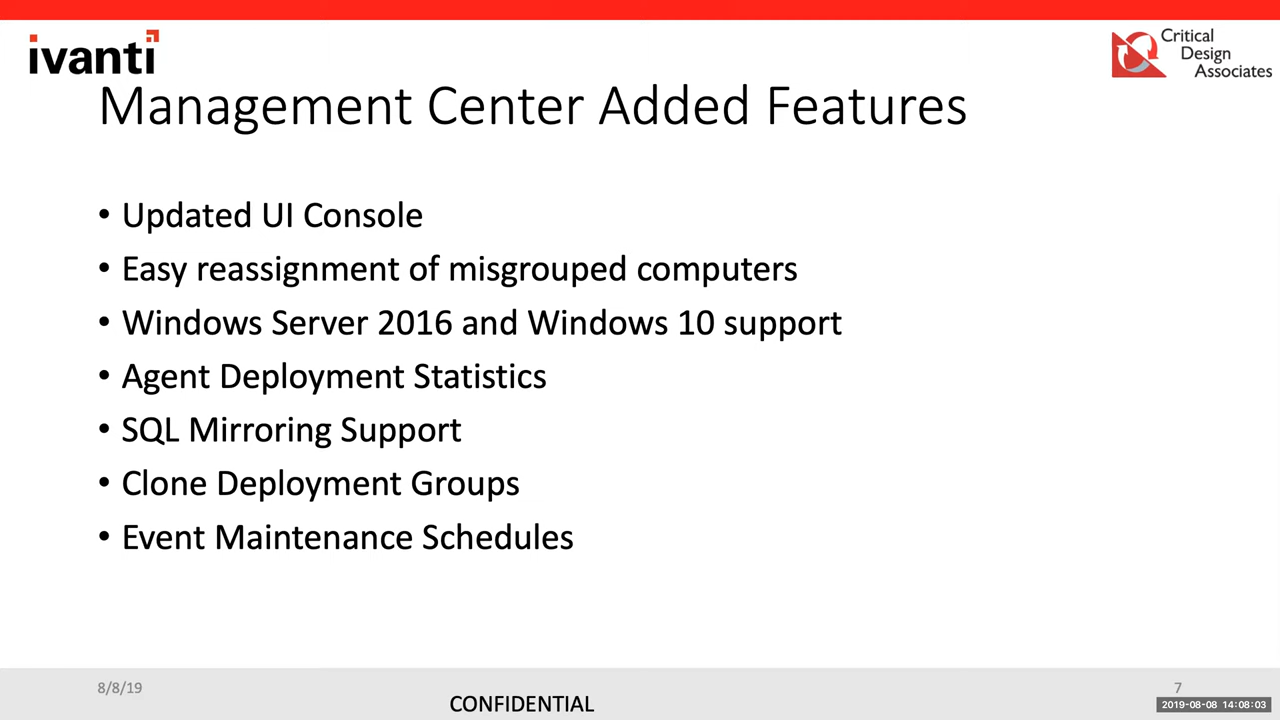 ivanti
Critical
Design
Associates
Management Center Added Features
• Updated UI Console
• Easy reassignment of misgrouped computers
• Windows Server 2016 and Windows 10 support
• Agent Deployment Statistics
• SQL Mirroring Support
• Clone Deployment Groups
• Event Maintenance Schedules
8/8/19
CONFIDENTIAL
7
2019-08-08 14:08:03